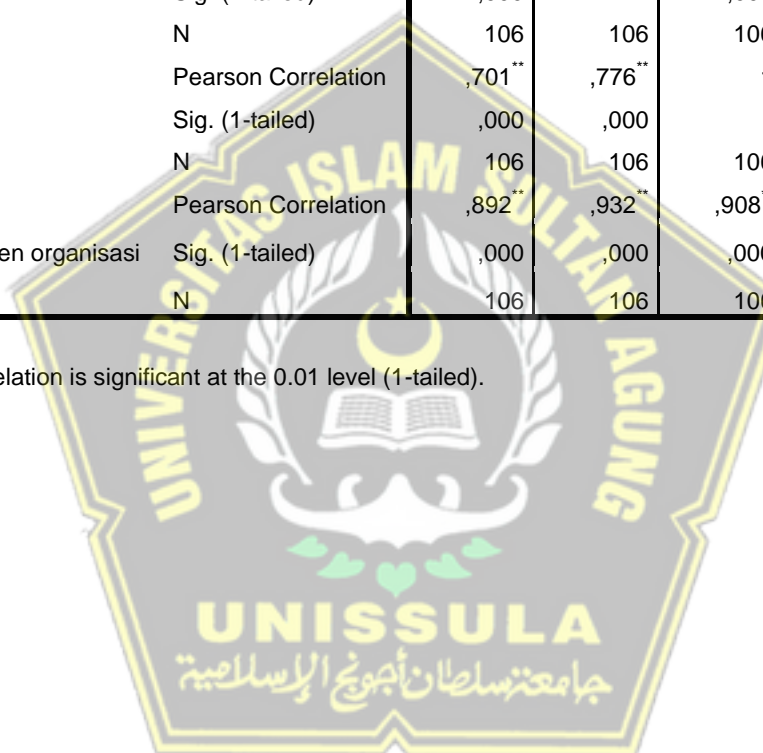 N 106 106
Pearson Correlation ,701** ,776**
Sig. (1-tailed) ,000 ,000
N 106 106
Pearson Correlation ,892** ,932** ,908
organisasi Sig. (1-tailed) ,000 ,000
N 106 106
is significant at the 0.01 level (1-tailed).
UNIVERSITAS ISLAM SULTAN AGUNG
UNISSULA
جامعة سلطان أجونج الإسلامية